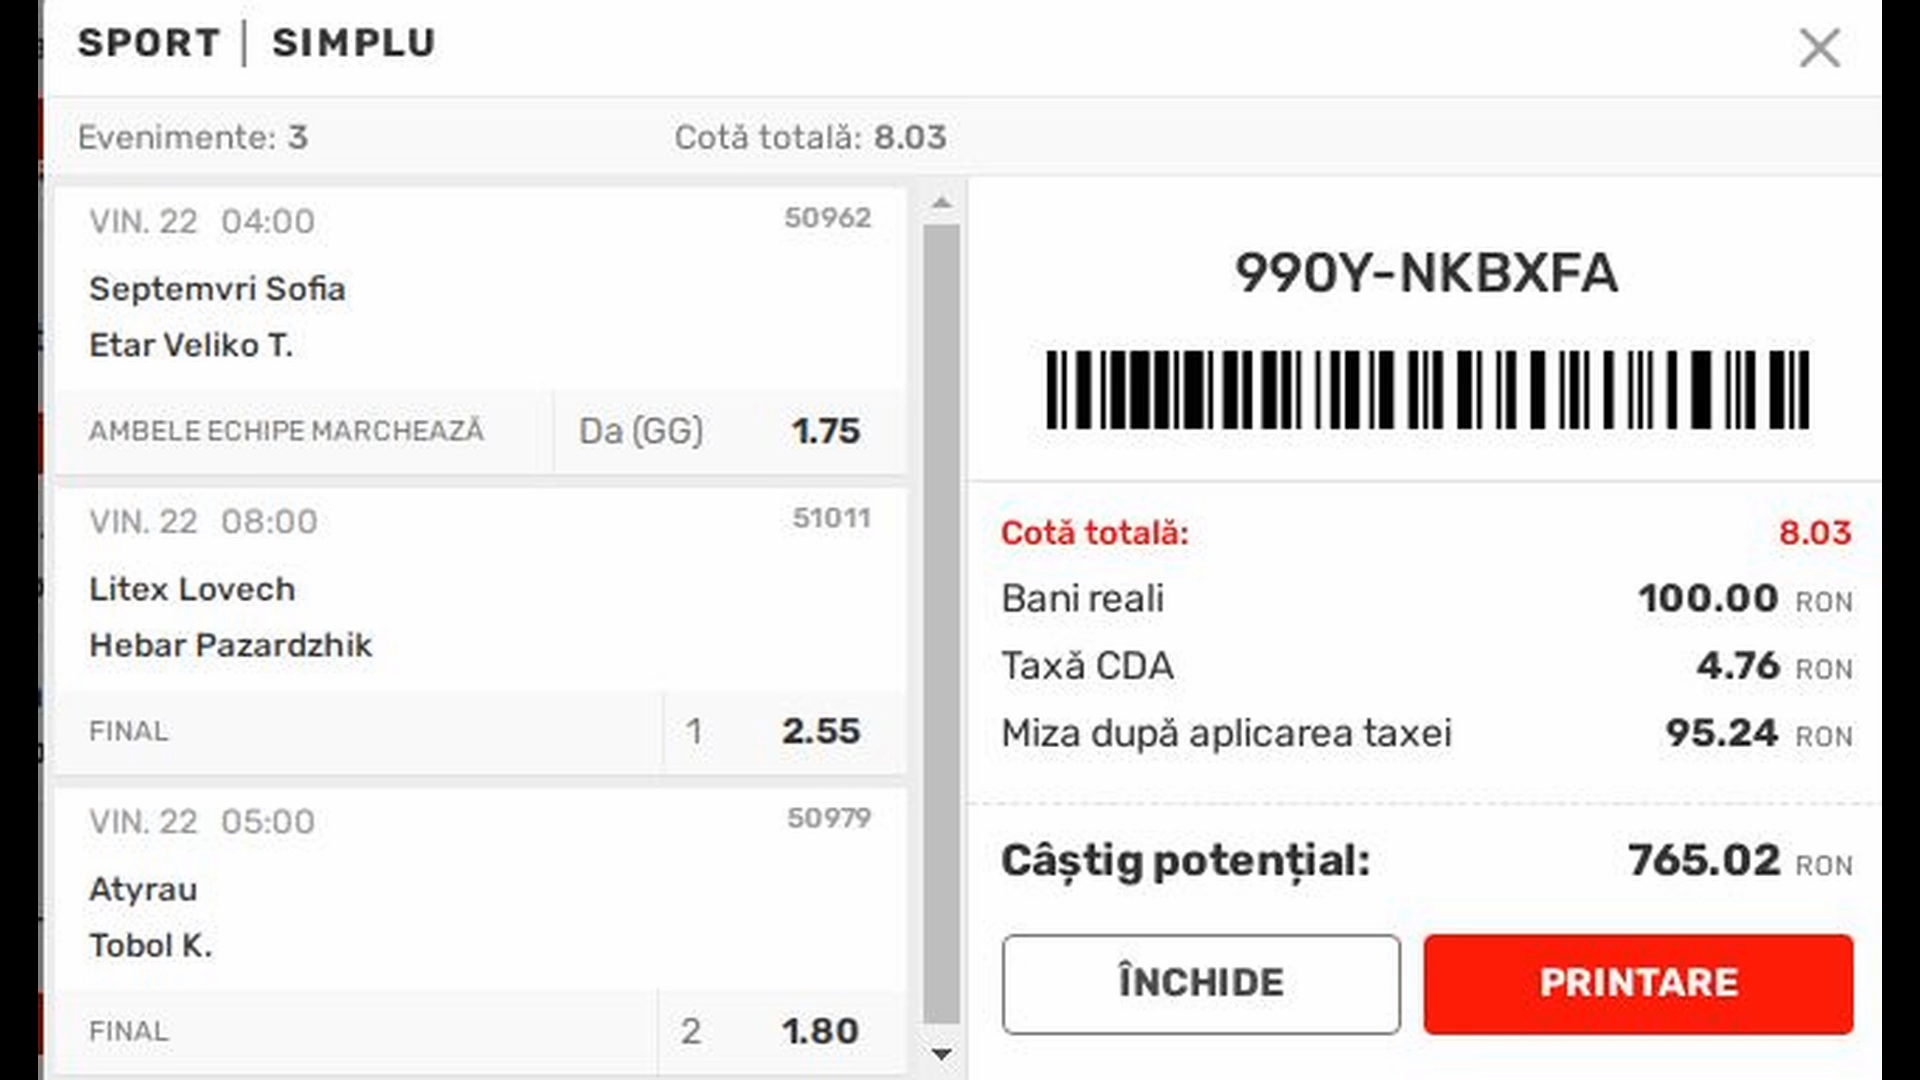 SPORT | SIMPLU
Evenimente: 3
Cotă totală: 8.03
VIN. 22 04:00
50962
Septemvri Sofia
Etar Veliko T.
AMBELE ECHIPE MARCHEAZĂ
Da (GG)
1.75
VIN. 22 08:00
51011
Litex Lovech
Hebar Pazardzhik
FINAL
1
2.55
VIN. 22 05:00
50979
Atyrau
Tobol K.
FINAL
2
1.80
990Y-NKBXFA
Cotă totală: 8.03
Bani reali 100.00 RON
Taxă CDA 4.76 RON
Miza după aplicarea taxei 95.24 RON
Câștig potențial: 765.02 RON
ÎNCHIDE
PRINTARE